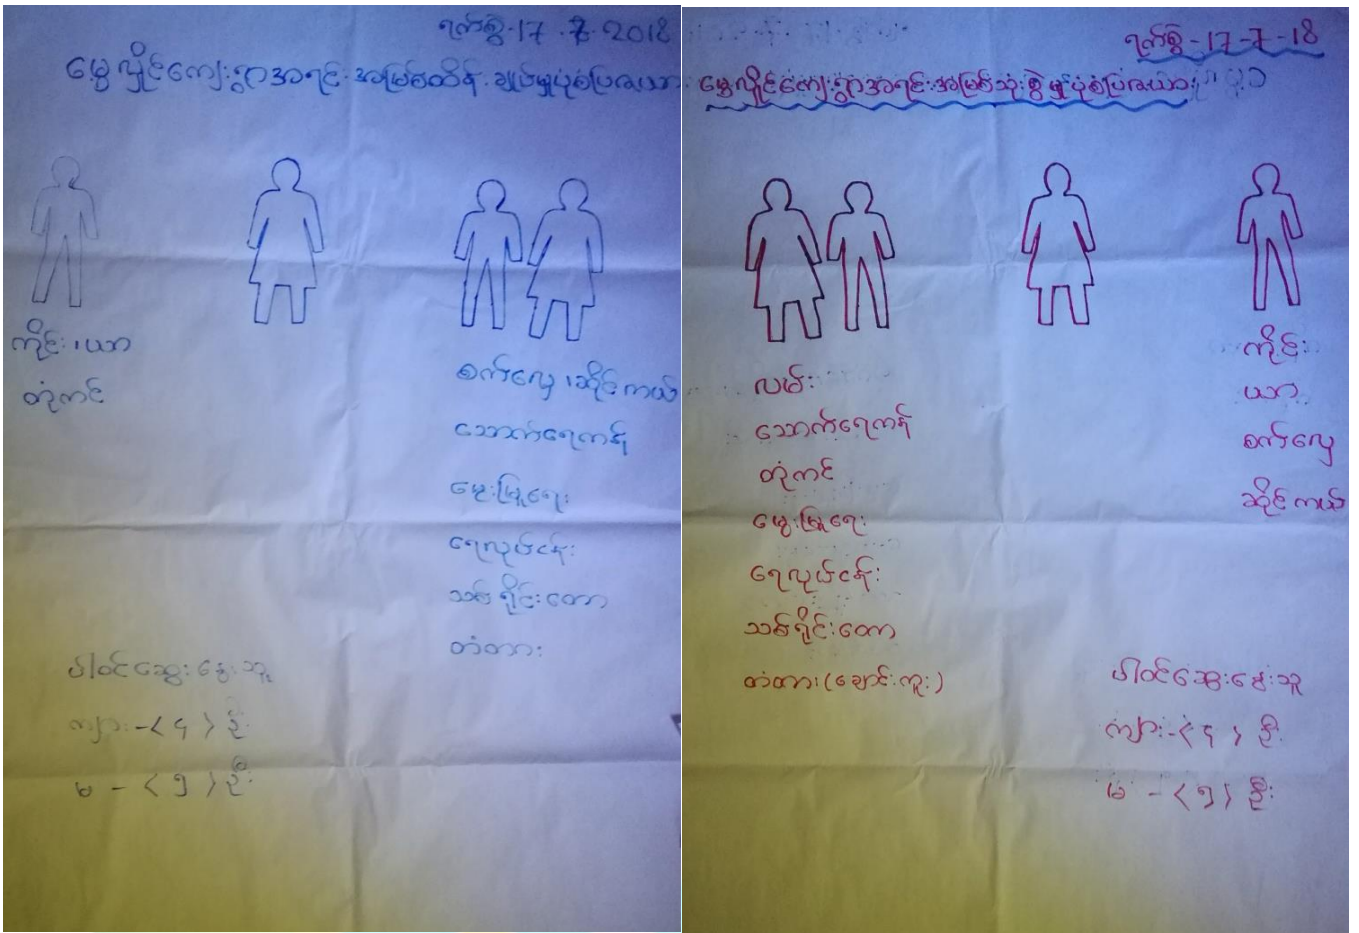 ရက်စွဲ-17.7.2018
မွေလှိုင်ကျေးရွာအရင်းအမြစ်ထိန်းချုပ်မှုပုံစံပြဇယား
ကိုင်း၊ယာ
တုံကင်
စက်လှေ၊ဆိုင်ကယ်
သောက်ရေကန်
မွေးမြူရေး
ရေလုပ်ငန်း
သစ်ရိုင်းတော
တံတား
ပါဝင်ဆွေးနွေးသူ
ကျား-<၄>ဦး
မ-<၅>ဦး
ရက်စွဲ-17-7-18
မွေလှိုင်ကျေးရွာအရင်းအမြစ်သုံးစွဲမှုပုံစံပြဇယား
လမ်း
သောက်ရေကန်
တုံကင်
မွေးမြူရေး
ရေလုပ်ငန်း
သစ်ရိုင်းတော
တံတား(ချောင်းကူး)
ကိုင်း
ယာ
စက်လှေ
ဆိုင်ကယ်
ပါဝင်ဆွေးနွေးသူ
ကျား-<၄>ဦး
မ-<၅>ဦး